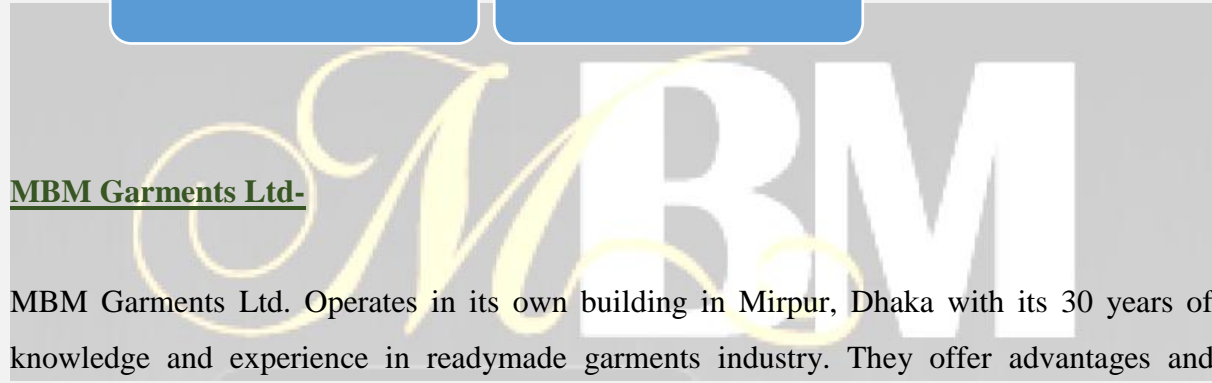 MBM
MBM Garments Ltd-
MBM Garments Ltd. Operates in its own building in Mirpur, Dhaka with its 30 years of
knowledge and experience in readymade garments industry. They offer advantages and